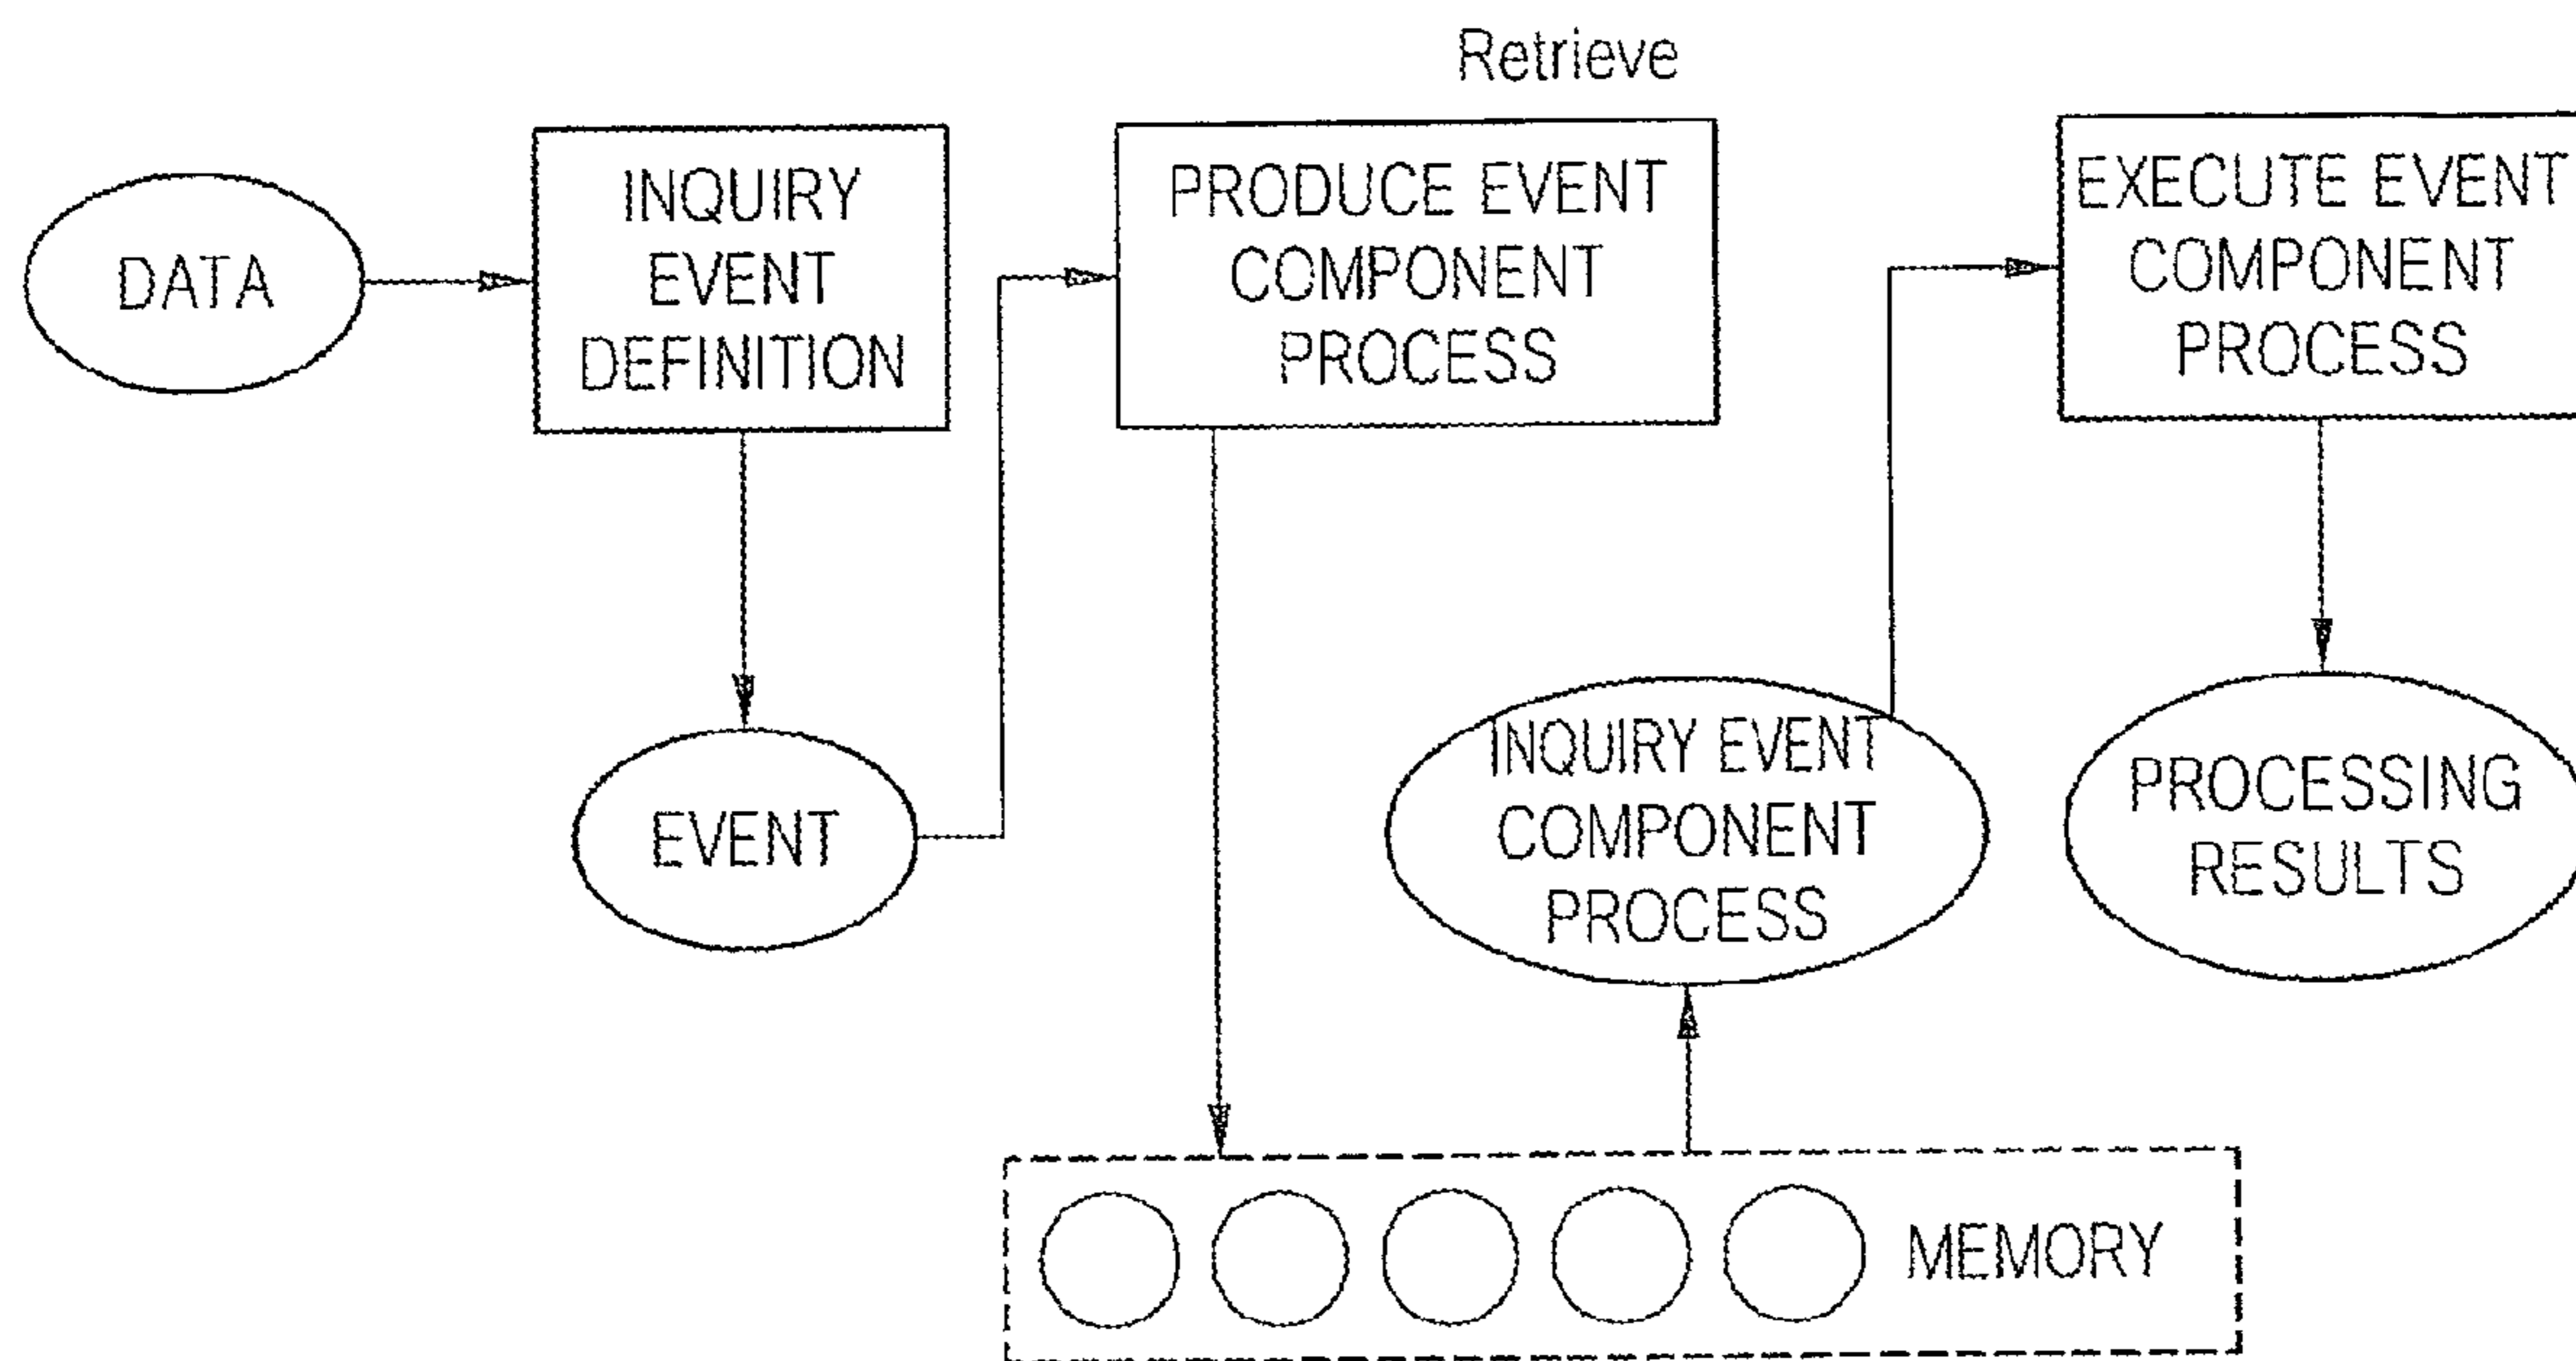 Retrieve
DATA
INQUIRY
EVENT
DEFINITION
PRODUCE EVENT
COMPONENT
PROCESS
EXECUTE EVENT
COMPONENT
PROCESS
EVENT
INQUIRY EVENT
COMPONENT
PROCESS
PROCESSING
RESULTS
MEMORY